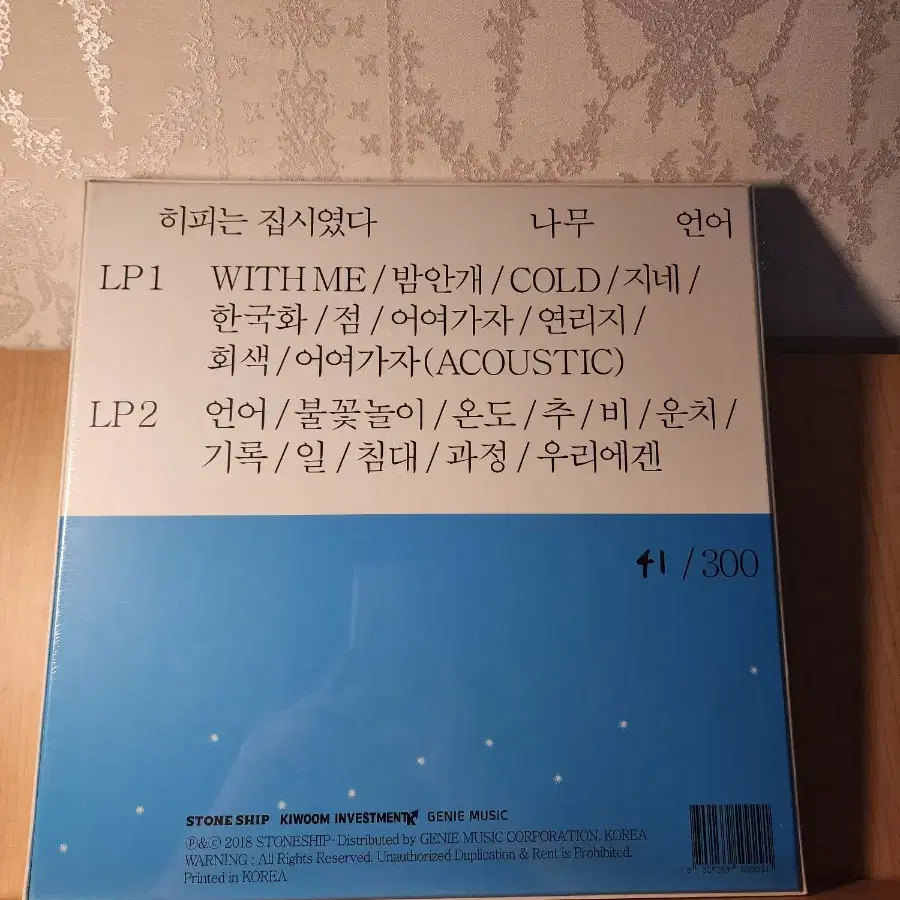 히피는 집시였다 나무 언어
LP1 WITH ME / 밤안개 / COLD / 지네 /
한국화 / 점 / 어여가자 / 연리지 /
회색 / 어여가자(ACOUSTIC)
LP2 언어 / 불꽃놀이 / 온도 / 추 / 비 / 운치 /
기록 / 일 / 침대 / 과정 / 우리에겐
41 / 300
STONE SHIP KIWOOM INVESTMENT GENIE MUSIC
Ⓟ&Ⓒ 2018 STONESHIP · Distributed by GENIE MUSIC CORPORATION. KOREA
WARNING : All Rights Reserved. Unauthorized Duplication & Rent is Prohibited.
Printed in KOREA